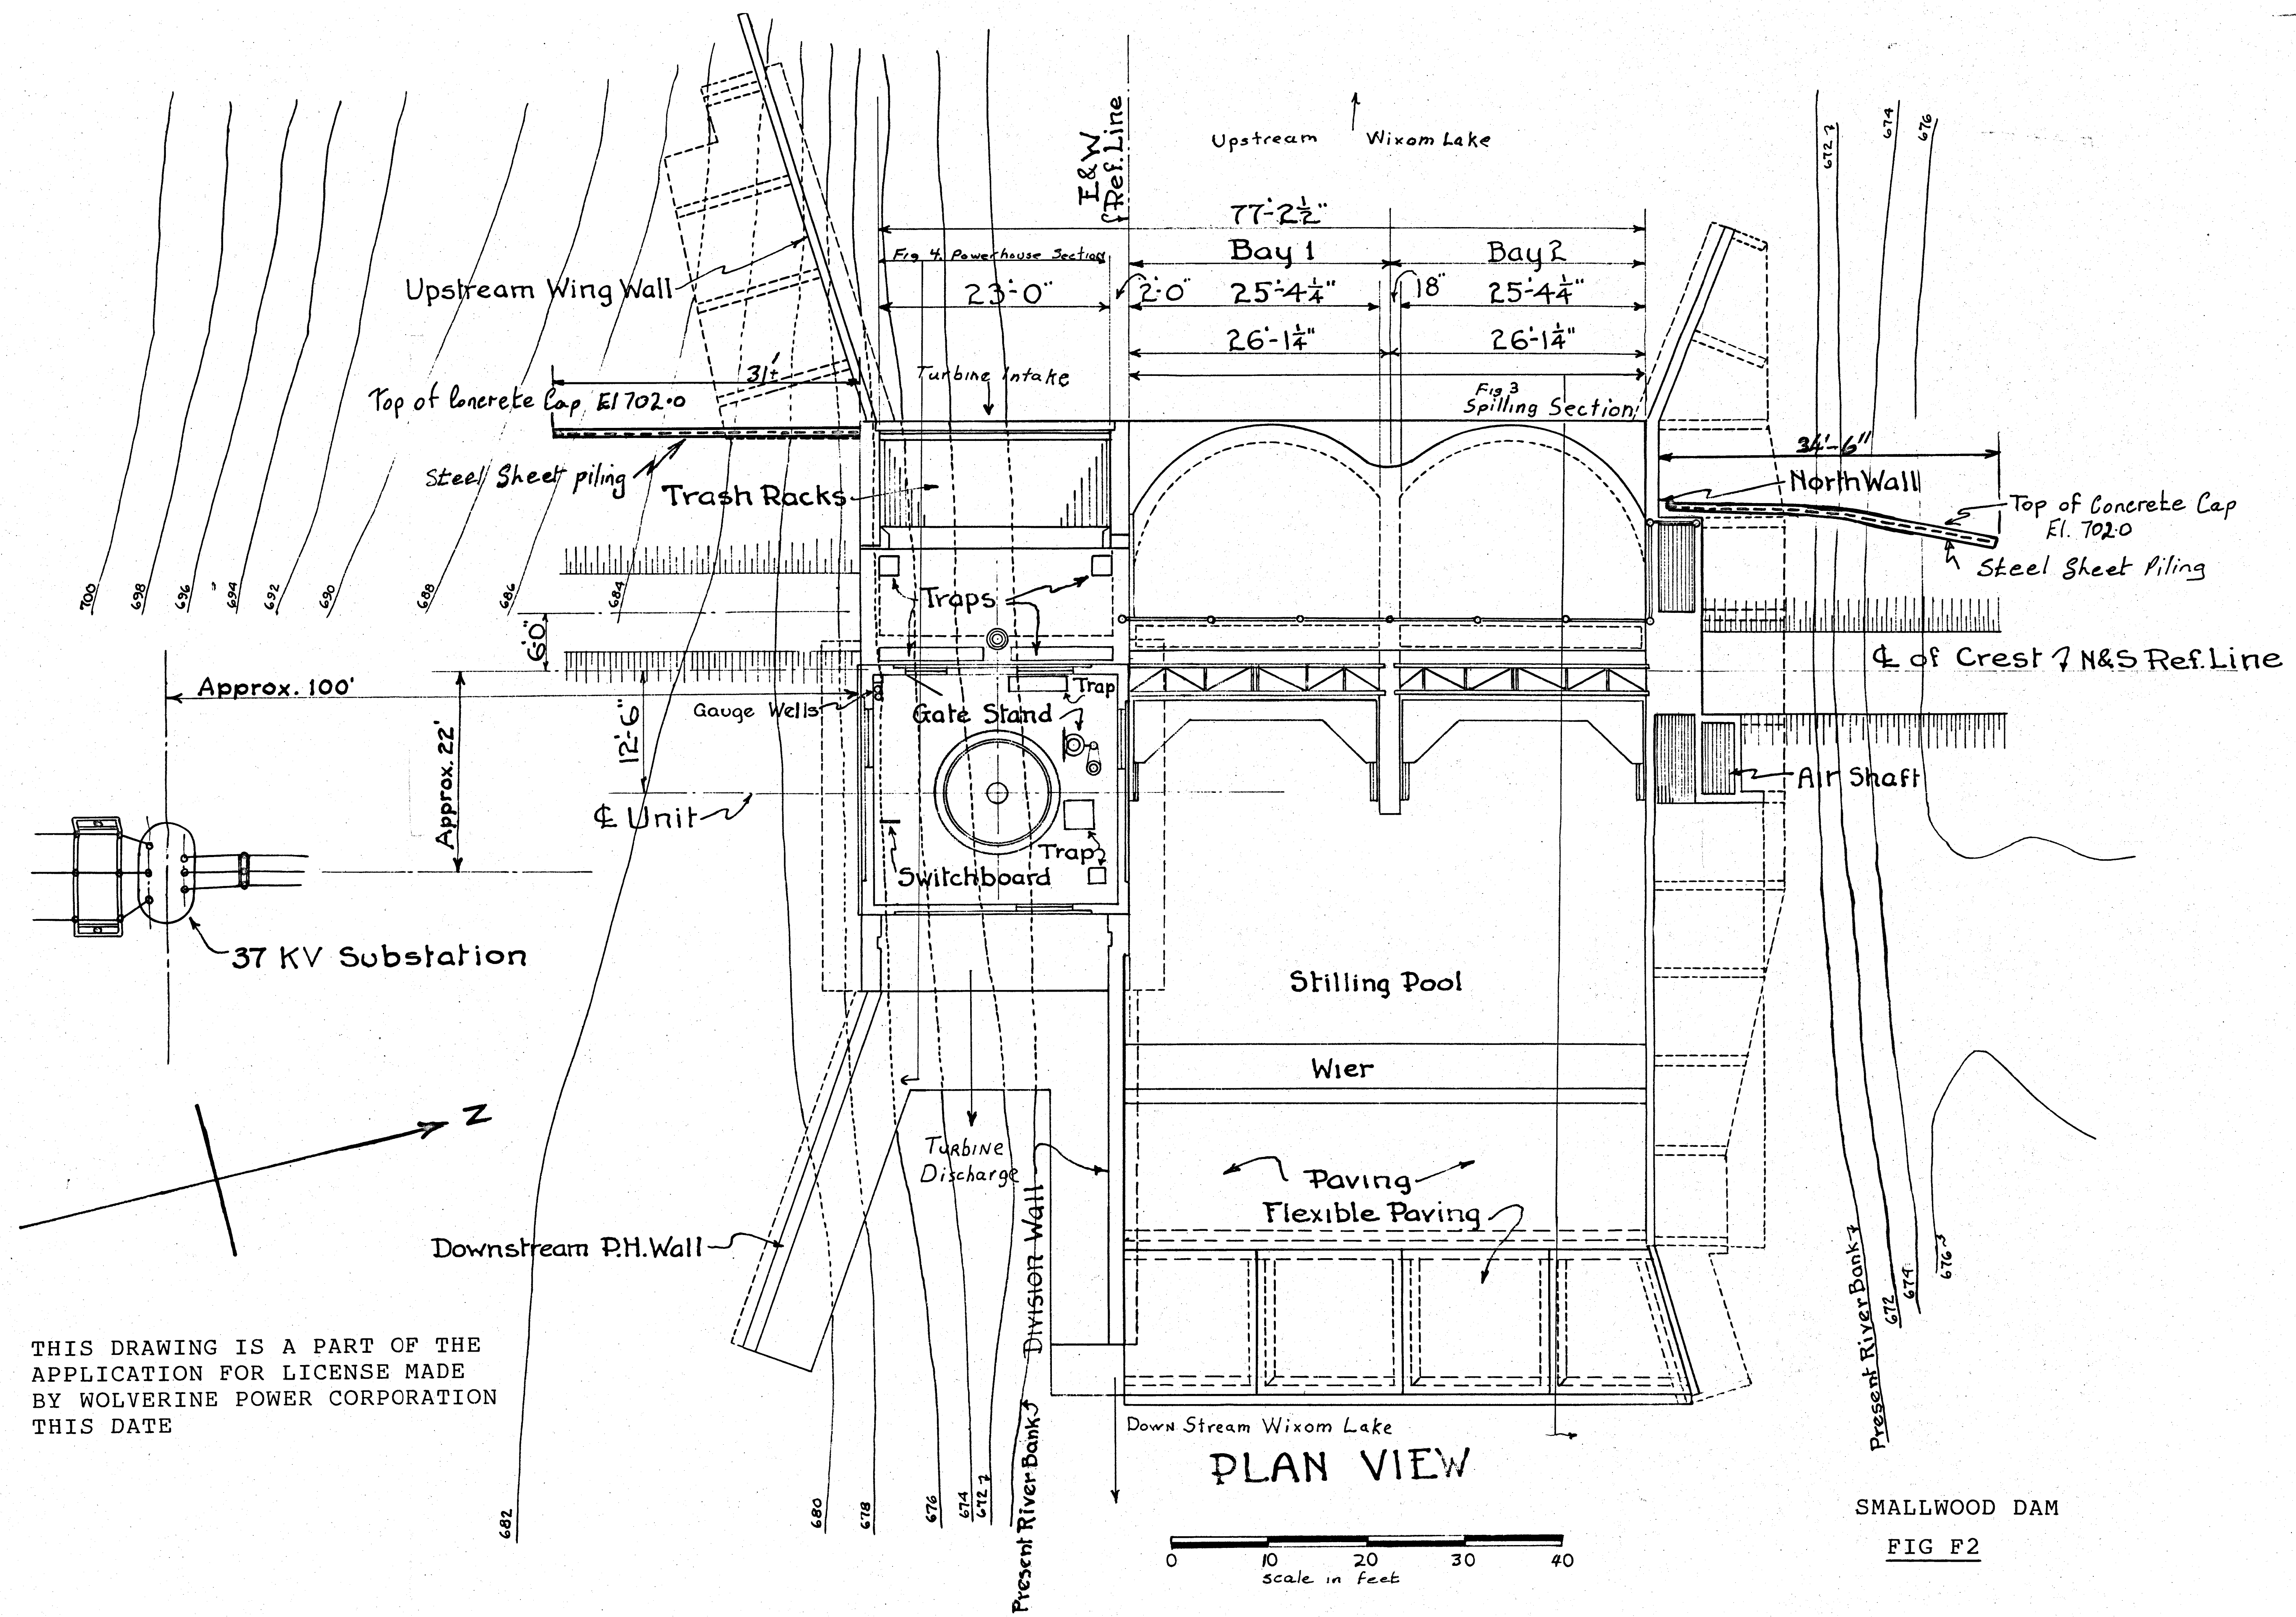 E&W
Ref. Line
Upstream
Wixom Lake
672
674
676
77'-2½"
Fig 4. Powerhouse Section
Bay 1
Bay 2
23'-0"
2'-0"
25'-4¼"
18"
25'-4¼"
26'-1¼"
26'-1¼"
Upstream Wing Wall
31±
Turbine Intake
Fig 3
Spilling Section
Top of Concrete Cap El 702.0
34'-6"
Steel Sheet piling
Trash Racks
North Wall
Top of Concrete Cap
El. 702.0
Steel Sheet Piling
700
698
696
694
692
690
688
686
684
Traps
6'-0"
℄ of Crest & N&S Ref. Line
Approx. 100'
Gauge Wells
Trap
Gate Stand
Approx. 22'
12'-6"
Air Shaft
℄ Unit
Trap
Switchboard
37 KV Substation
Stilling Pool
Wier
N
Turbine
Discharge
Paving
Flexible Paving
Downstream P.H. Wall
Division Wall
Present River Bank
672
674
676
THIS DRAWING IS A PART OF THE
APPLICATION FOR LICENSE MADE
BY WOLVERINE POWER CORPORATION
THIS DATE
Down Stream Wixom Lake
PLAN VIEW
682
680
678
676
674
672
Present River Bank
0 10 20 30 40
scale in feet
SMALLWOOD DAM
FIG F2